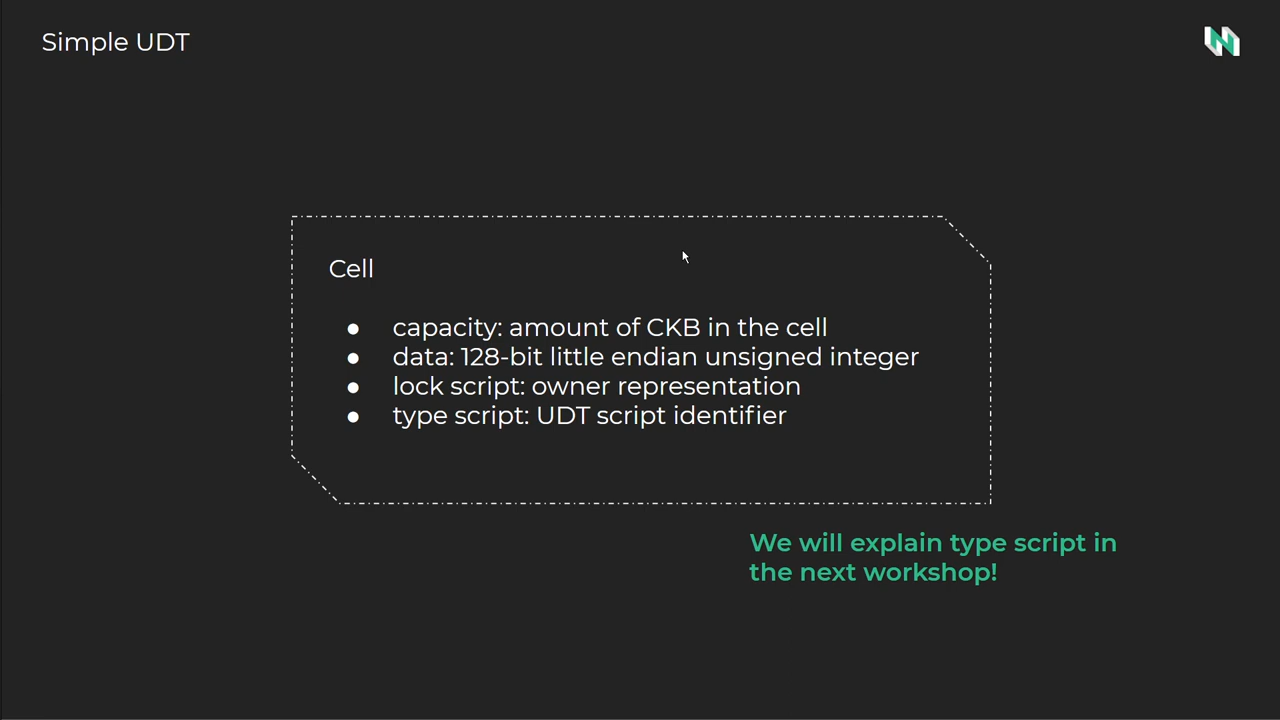 Simple UDT
Cell
● capacity: amount of CKB in the cell
● data: 128-bit little endian unsigned integer
● lock script: owner representation
● type script: UDT script identifier
We will explain type script in
the next workshop!